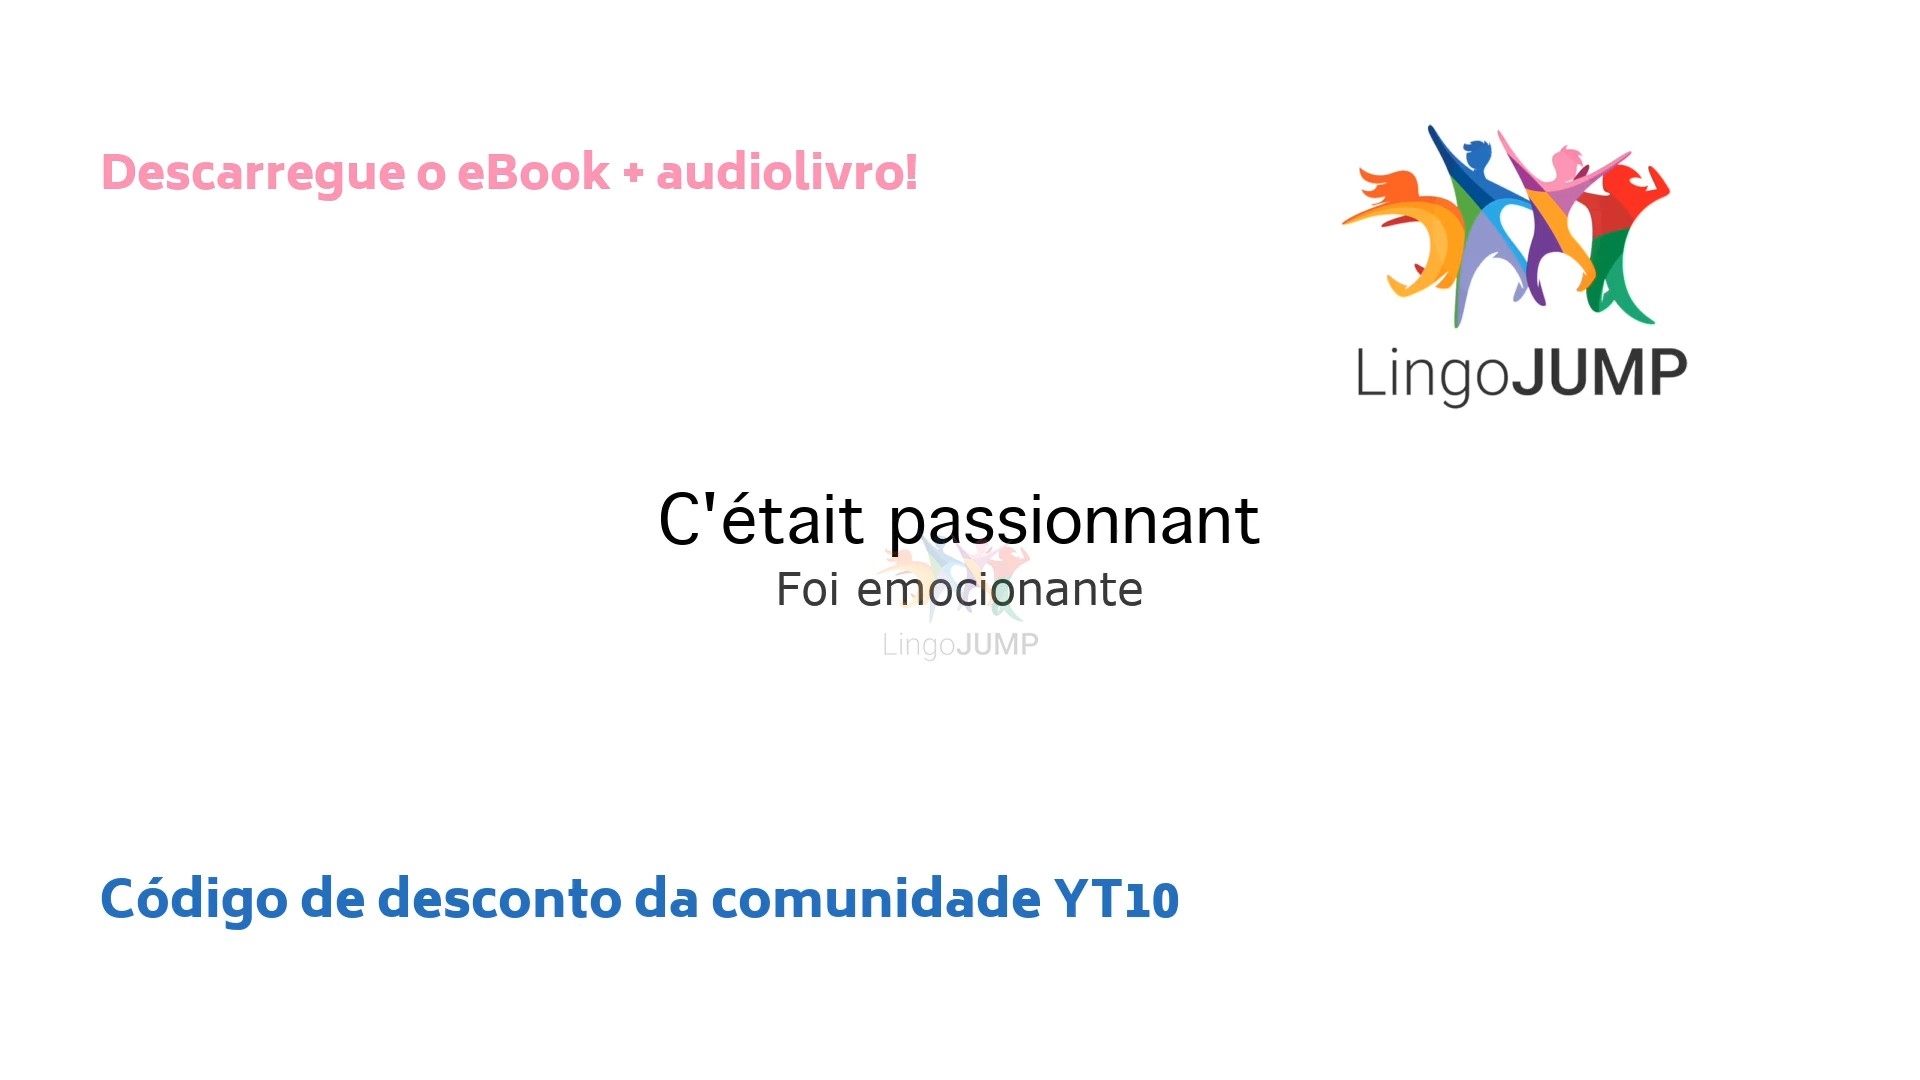 Descarregue o eBook + audiolivro!
LingoJUMP
C'était passionnant
Foi emocionante
LingoJUMP
Código de desconto da comunidade YT10